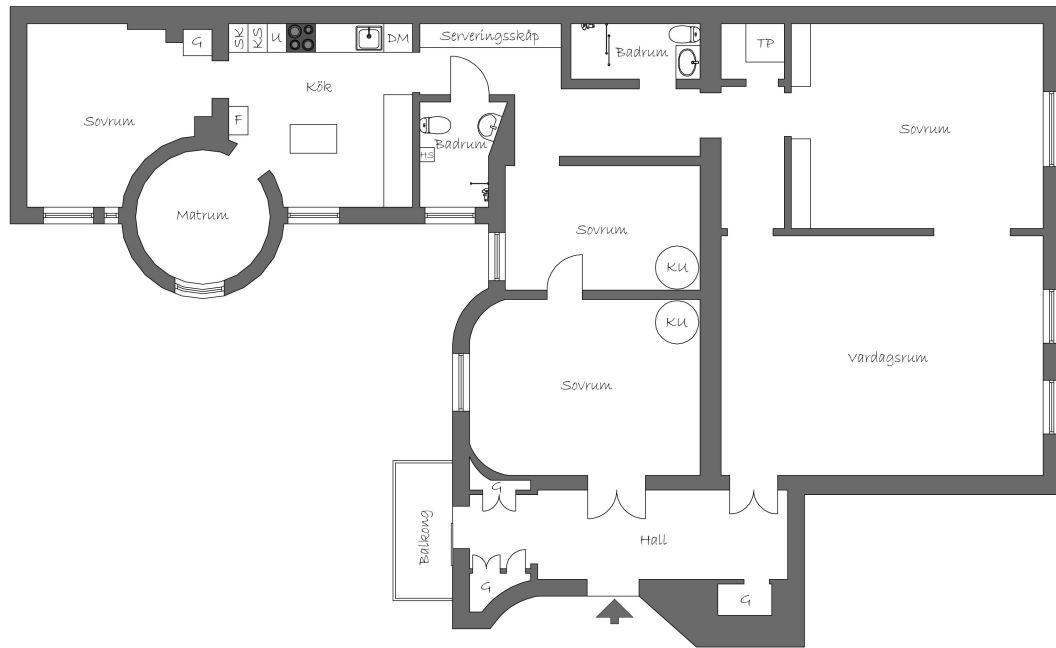 G
SK
KS
U
DM
Serveringsskåp
Badrum
TP
Kök
Sovrum
F
Badrum
HS
Sovrum
Matrum
Sovrum
KU
KU
Vardagsrum
Sovrum
G
Balkong
Hall
G
G